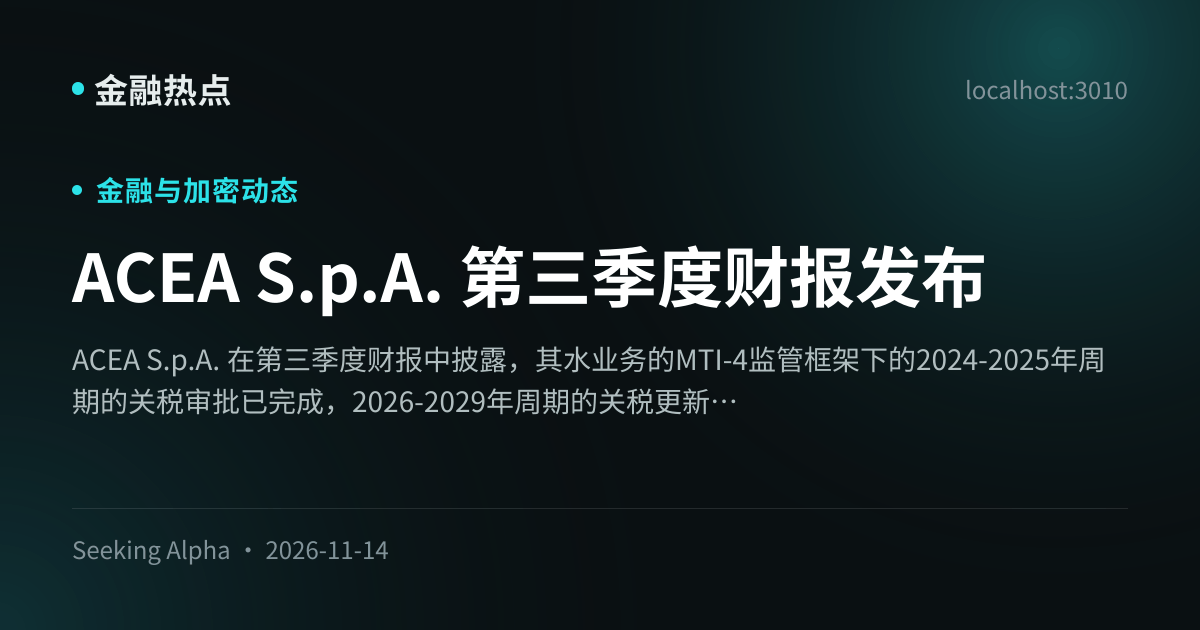 金融热点
localhost:3010
金融与加密动态
ACEA S.p.A. 第三季度财报发布
ACEA S.p.A. 在第三季度财报中披露，其水业务的MTI-4监管框架下的2024-2025年周
期的关税审批已完成，2026-2029年周期的关税更新…
Seeking Alpha · 2026-11-14